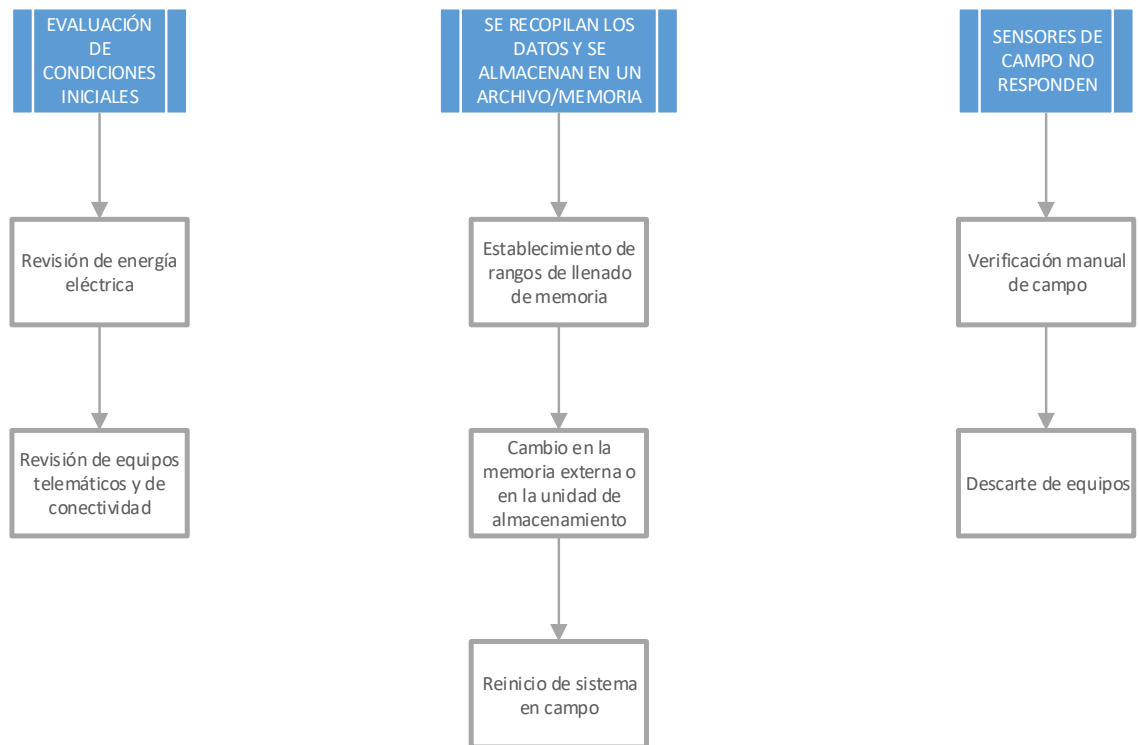 EVALUACIÓN
DE
CONDICIONES
INICIALES
Revisión de energía
eléctrica
Revisión de equipos
telemáticos y de
conectividad
SE RECOPILAN LOS
DATOS Y SE
ALMACENAN EN UN
ARCHIVO/MEMORIA
Establecimiento de
rangos de llenado
de memoria
Cambio en la
memoria externa o
en la unidad de
almacenamiento
Reinicio de sistema
en campo
SENSORES DE
CAMPO NO
RESPONDEN
Verificación manual
de campo
Descarte de equipos